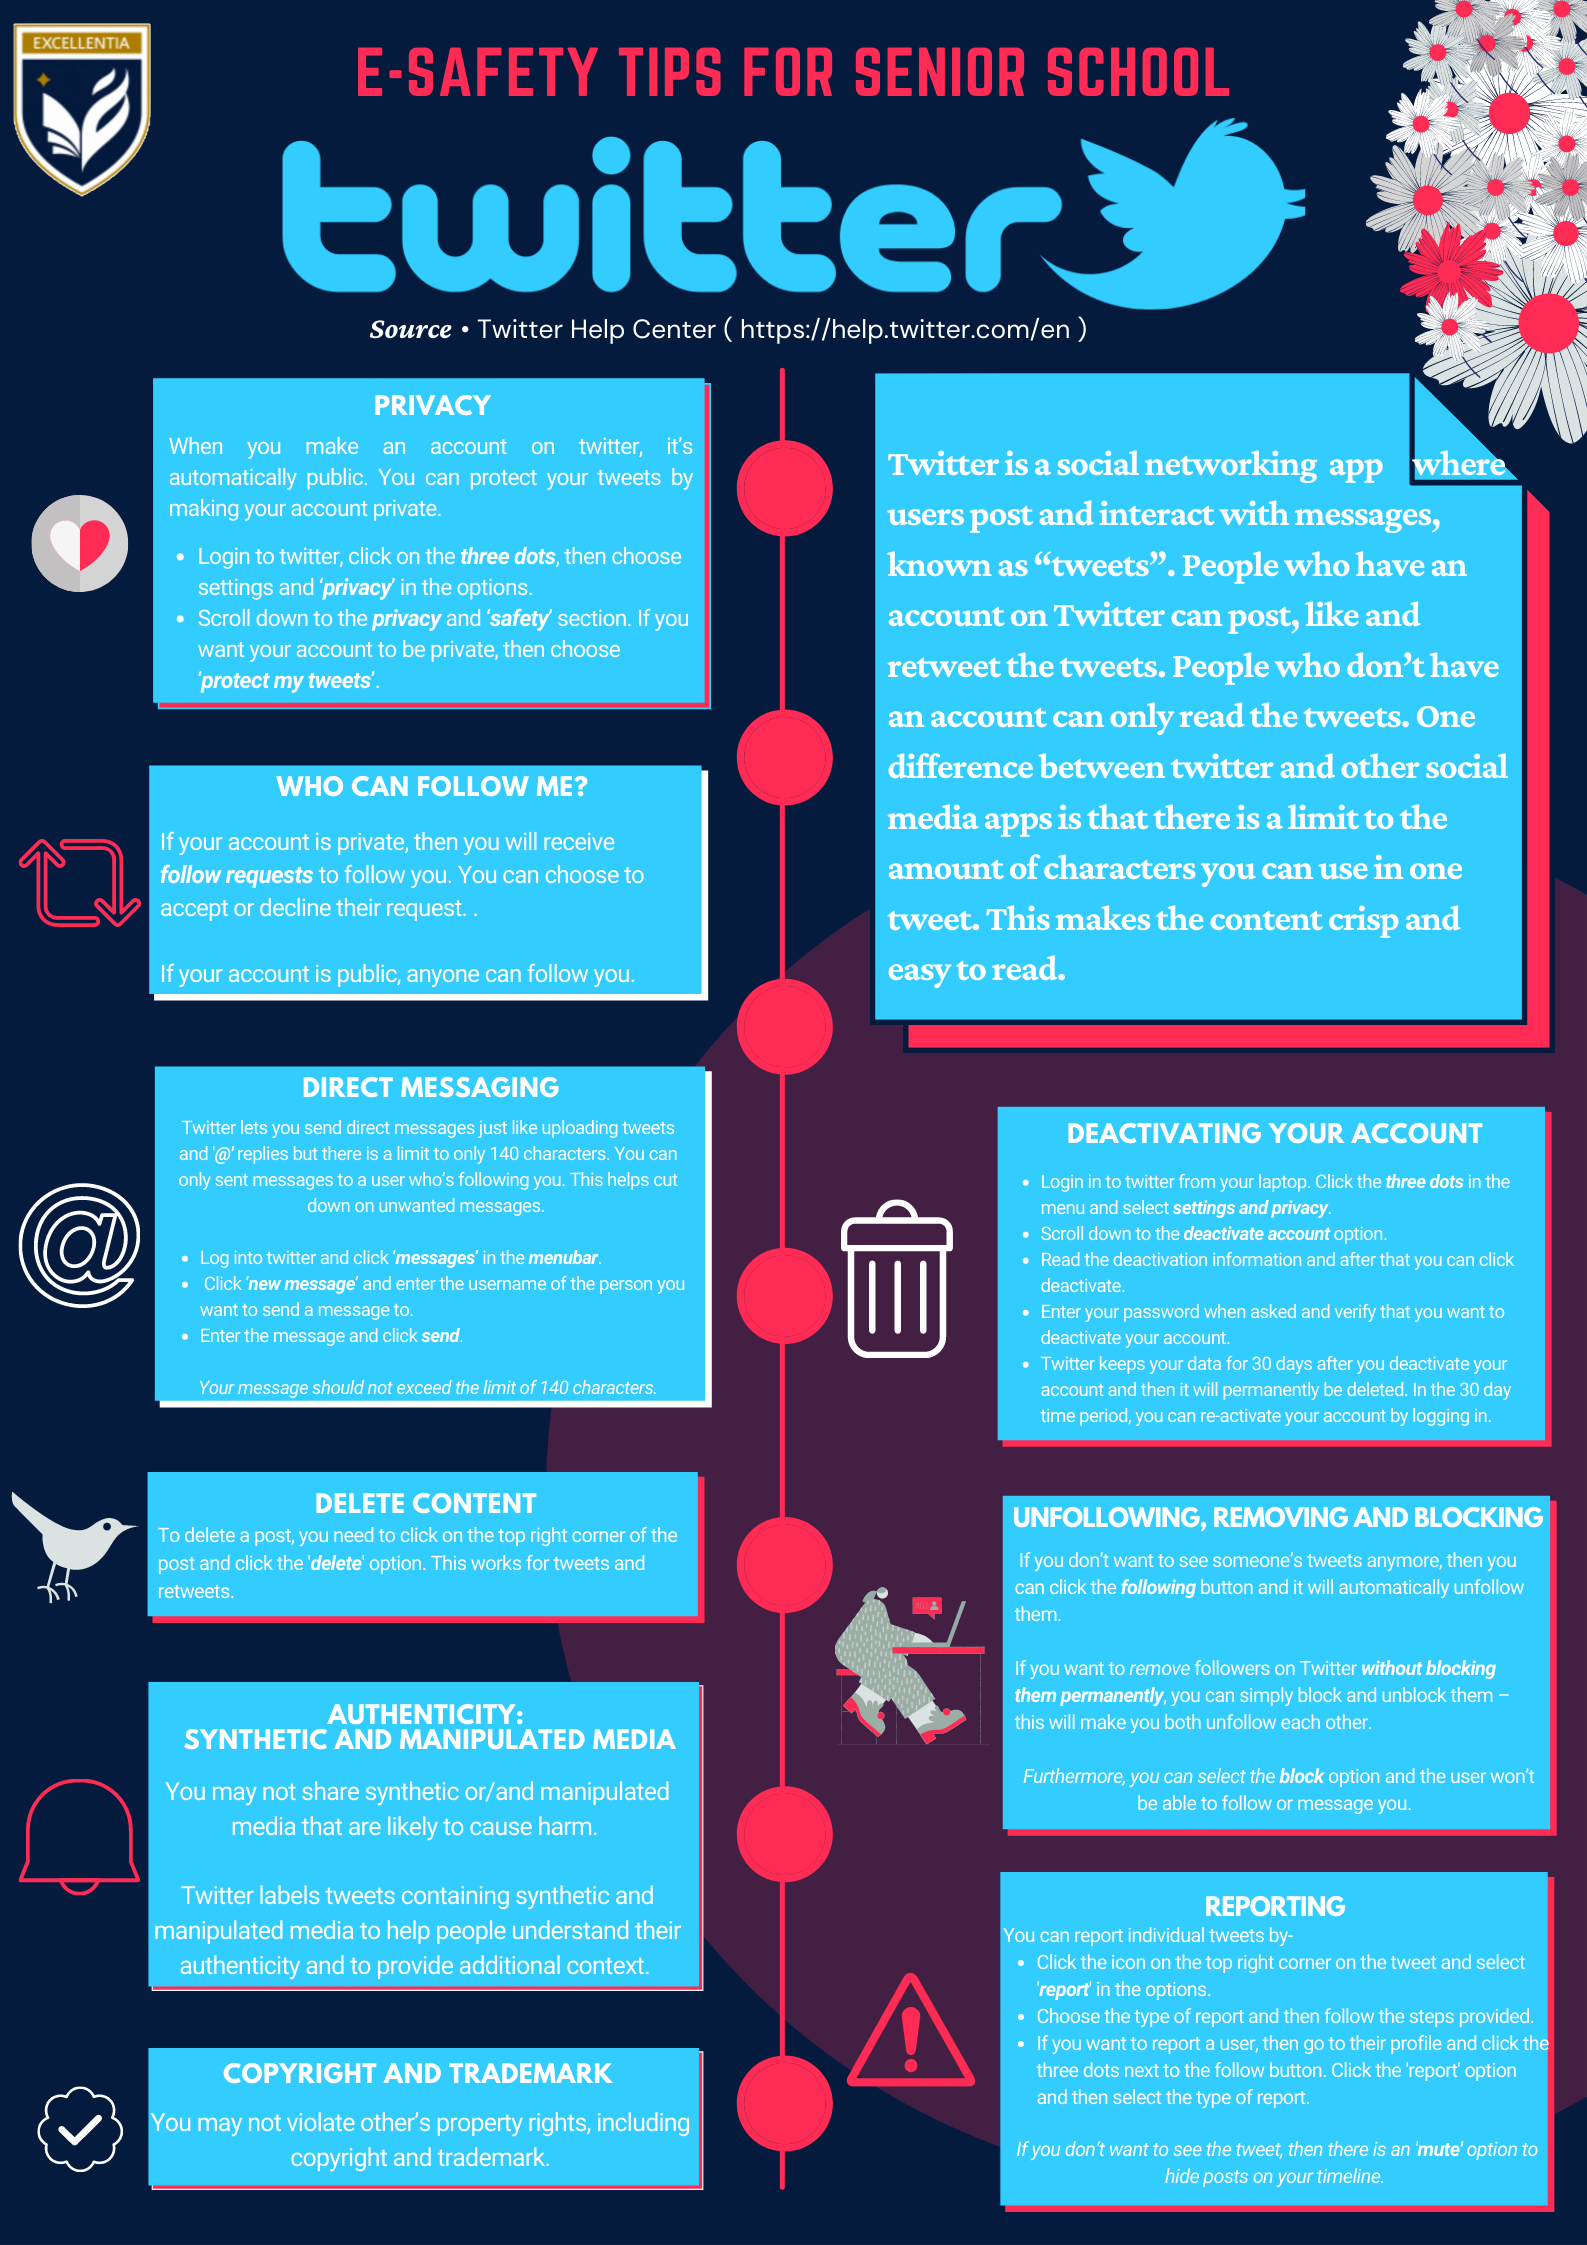 EXCELLENTIA
E-SAFETY TIPS FOR SENIOR SCHOOL
twitter
Source • Twitter Help Center ( https://help.twitter.com/en )
PRIVACY
When you make an account on twitter, it's
automatically public. You can protect your tweets by
making your account private.
• Login to twitter, click on the three dots, then choose
settings and 'privacy' in the options.
• Scroll down to the privacy and 'safety' section. If you
want your account to be private, then choose
'protect my tweets'.
WHO CAN FOLLOW ME?
If your account is private, then you will receive
follow requests to follow you. You can choose to
accept or decline their request. .
If your account is public, anyone can follow you.
DIRECT MESSAGING
Twitter lets you send direct messages just like uploading tweets
and '@' replies but there is a limit to only 140 characters. You can
only sent messages to a user who's following you. This helps cut
down on unwanted messages.
• Log into twitter and click 'messages' in the menubar.
• Click 'new message' and enter the username of the person you
want to send a message to.
• Enter the message and click send.
Your message should not exceed the limit of 140 characters.
DELETE CONTENT
To delete a post, you need to click on the top right corner of the
post and click the 'delete' option. This works for tweets and
retweets.
AUTHENTICITY:
SYNTHETIC AND MANIPULATED MEDIA
You may not share synthetic or/and manipulated
media that are likely to cause harm.
Twitter labels tweets containing synthetic and
manipulated media to help people understand their
authenticity and to provide additional context.
COPYRIGHT AND TRADEMARK
You may not violate other's property rights, including
copyright and trademark.
Twitter is a social networking app where
users post and interact with messages,
known as “tweets”. People who have an
account on Twitter can post, like and
retweet the tweets. People who don't have
an account can only read the tweets. One
difference between twitter and other social
media apps is that there is a limit to the
amount of characters you can use in one
tweet. This makes the content crisp and
easy to read.
DEACTIVATING YOUR ACCOUNT
• Login in to twitter from your laptop. Click the three dots in the
menu and select settings and privacy.
• Scroll down to the deactivate account option.
• Read the deactivation information and after that you can click
deactivate.
• Enter your password when asked and verify that you want to
deactivate your account.
• Twitter keeps your data for 30 days after you deactivate your
account and then it will permanently be deleted. In the 30 day
time period, you can re-activate your account by logging in.
UNFOLLOWING, REMOVING AND BLOCKING
If you don't want to see someone's tweets anymore, then you
can click the following button and it will automatically unfollow
them.
If you want to remove followers on Twitter without blocking
them permanently, you can simply block and unblock them –
this will make you both unfollow each other.
Furthermore, you can select the block option and the user won't
be able to follow or message you.
REPORTING
You can report individual tweets by-
• Click the icon on the top right corner on the tweet and select
'report' in the options.
• Choose the type of report and then follow the steps provided.
• If you want to report a user, then go to their profile and click the
three dots next to the follow button. Click the 'report' option
and then select the type of report.
If you don't want to see the tweet, then there is an 'mute' option to
hide posts on your timeline.